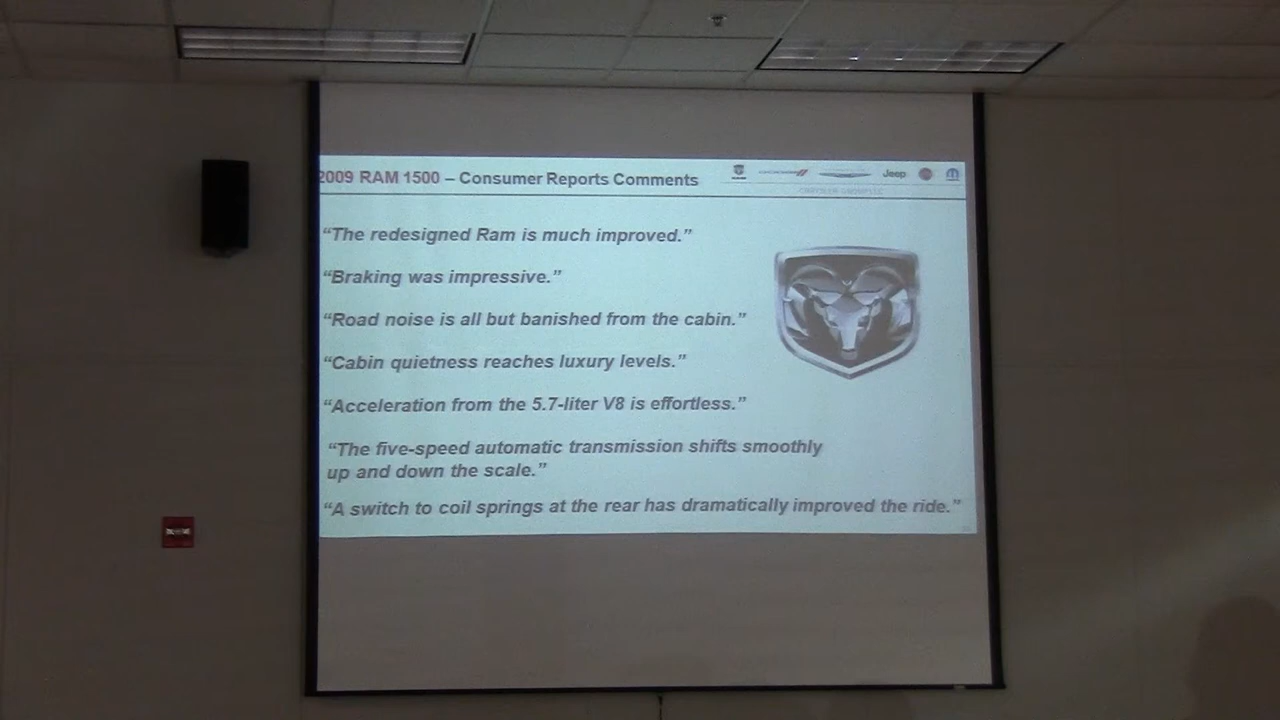 2009 RAM 1500 – Consumer Reports Comments
Jeep
CHRYSLER GROUP LLC
“The redesigned Ram is much improved.”
“Braking was impressive.”
“Road noise is all but banished from the cabin.”
“Cabin quietness reaches luxury levels.”
“Acceleration from the 5.7-liter V8 is effortless.”
“The five-speed automatic transmission shifts smoothly
up and down the scale.”
“A switch to coil springs at the rear has dramatically improved the ride.”